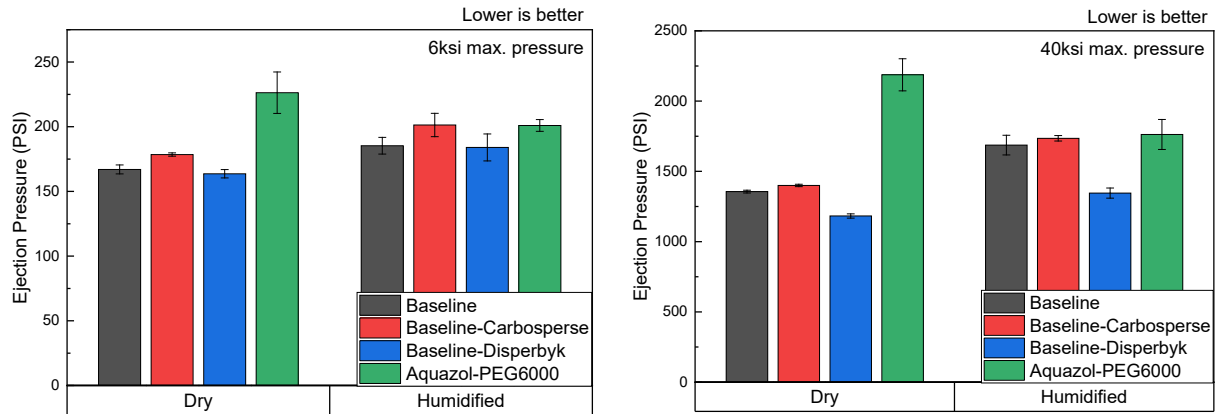 Lower is better
6ksi max. pressure
Ejection Pressure (PSI)
250
200
150
100
50
0
Baseline
Baseline-Carbosperse
Baseline-Disperbyk
Aquazol-PEG6000
Dry
Humidified
Lower is better
40ksi max. pressure
Ejection Pressure (PSI)
2500
2000
1500
1000
500
0
Baseline
Baseline-Carbosperse
Baseline-Disperbyk
Aquazol-PEG6000
Dry
Humidified